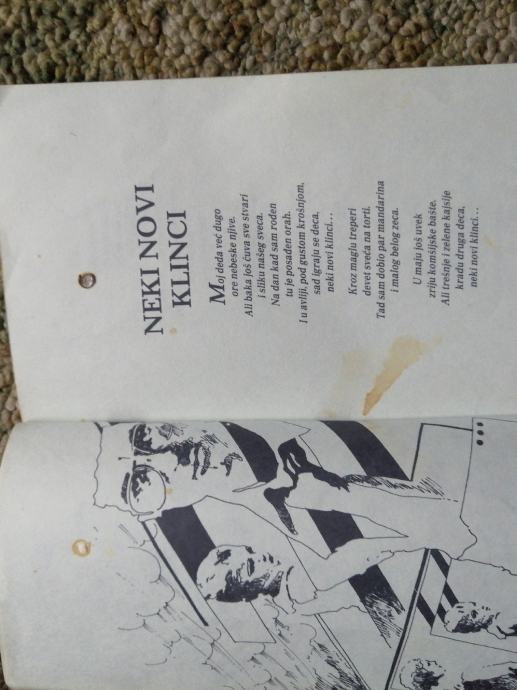 NEKI NOVI
KLINCI
Moj deda već dugo
ore nebeske njive.
Ali baka još čuva sve stvari
i sliku našeg sveca.
Na dan kad sam rođen
tu je posađen orah.
I u avliji, pod gustom krošnjom,
sad igraju se deca,
neki novi klinci...
Kroz maglu treperi
devet sveća na torti.
Tad sam dobio par mandarina
i malog belog zeca.
U maju još uvek
zriju komšijske bašte.
Ali trešnje i zelene kajsije
kradu druga deca,
neki novi klinci...